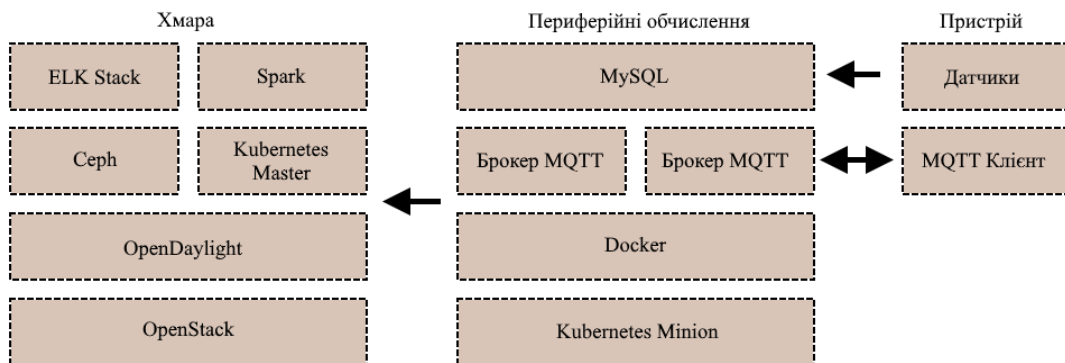 Хмара
Периферійні обчислення
Пристрій
ELK Stack
Spark
MySQL
Датчики
Ceph
Kubernetes
Master
Брокер MQTT
Брокер MQTT
MQTT Клієнт
OpenDaylight
Docker
OpenStack
Kubernetes Minion